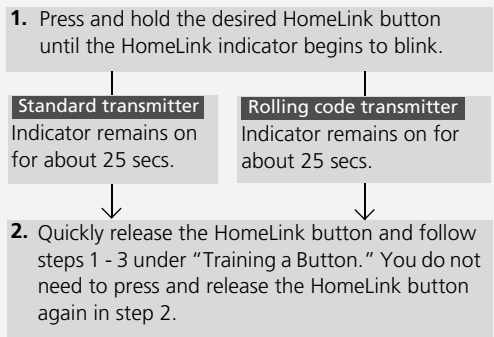 1. Press and hold the desired HomeLink button
until the HomeLink indicator begins to blink.
Standard transmitter
Indicator remains on
for about 25 secs.
Rolling code transmitter
Indicator remains on for
about 25 secs.
2. Quickly release the HomeLink button and follow
steps 1 - 3 under “Training a Button.” You do not
need to press and release the HomeLink button
again in step 2.